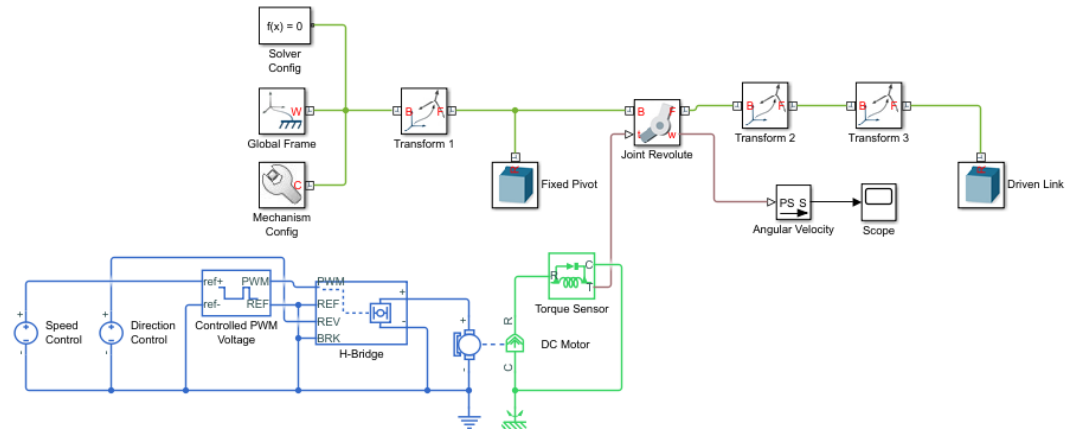 f(x) = 0
Solver
Config
W
Global Frame
C
Mechanism
Config
B F
Transform 1
Fixed Pivot
B F
t w
Joint Revolute
B F
Transform 2
B F
Transform 3
Driven Link
PS S
Angular Velocity
Scope
+
Speed
Control
-
+
Direction
Control
-
ref+ PWM
ref- REF
Controlled PWM
Voltage
PWM
REF
REV
BRK
+
-
H-Bridge
+
-
R
C
DC Motor
R C
T
Torque Sensor